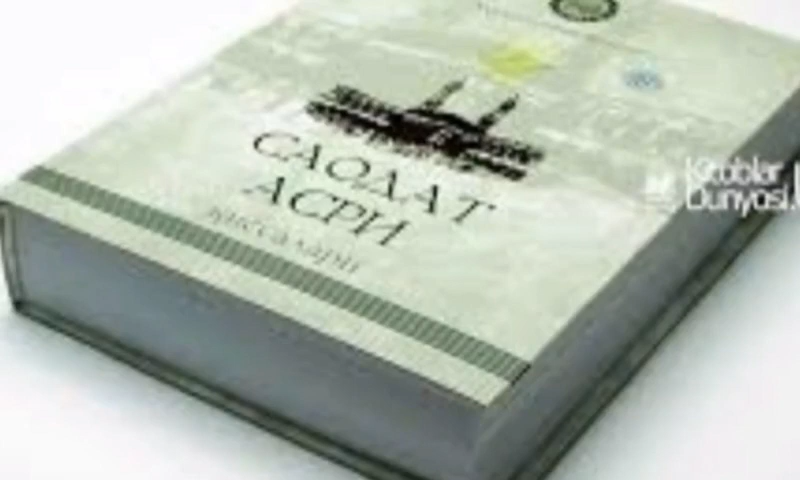 САОДАТ
АСРИ
қиссалари
Kitoblar
Dunyosi.